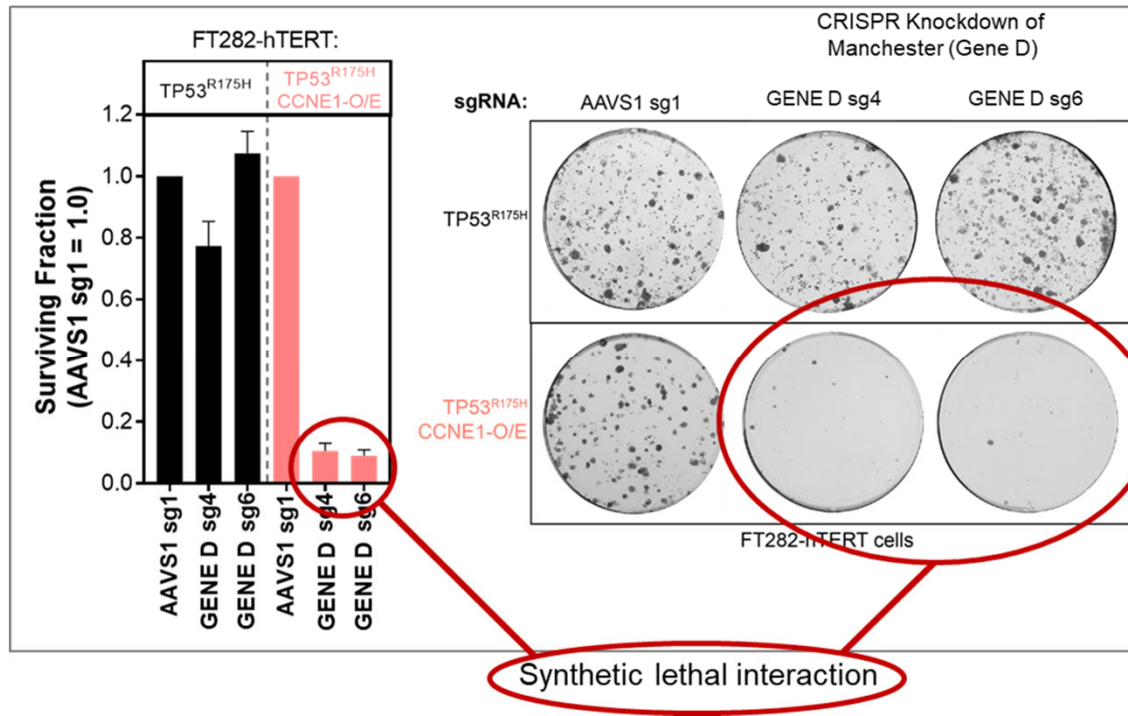 FT282-hTERT:
TP53R175H
TP53R175H
CCNE1-O/E
1.2
1.0
0.8
0.6
0.4
0.2
0.0
Surviving Fraction
(AAVS1 sg1 = 1.0)
AAVS1 sg1
GENE D sg4
GENE D sg6
AAVS1 sg1
GENE D sg4
GENE D sg6
CRISPR Knockdown of
Manchester (Gene D)
sgRNA:
AAVS1 sg1
GENE D sg4
GENE D sg6
TP53R175H
TP53R175H
CCNE1-O/E
FT282-hTERT cells
Synthetic lethal interaction